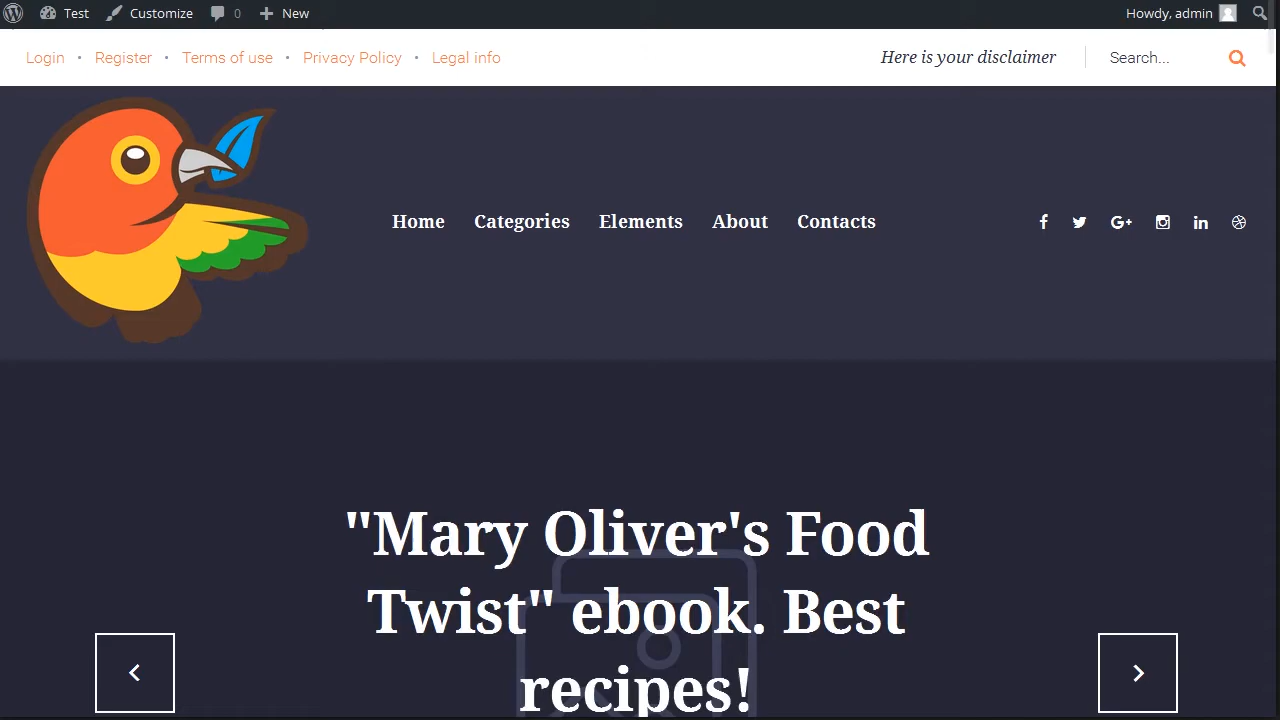 Test Customize 0 New Howdy, admin
Login • Register • Terms of use • Privacy Policy • Legal info Here is your disclaimer Search...
Home Categories Elements About Contacts
"Mary Oliver's Food
Twist" ebook. Best
recipes!